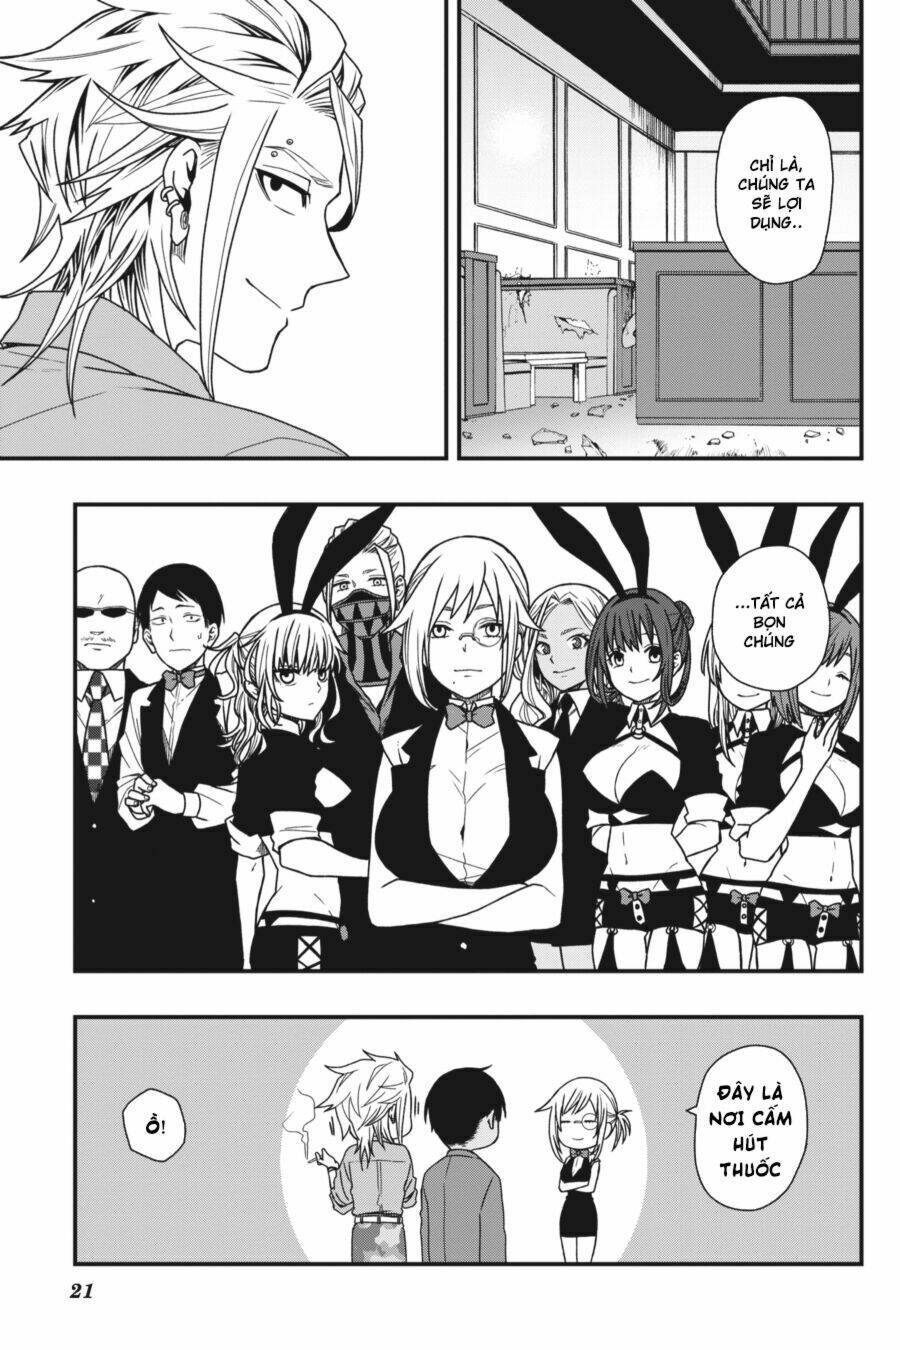 CHỈ LÀ,
CHÚNG TA
SẼ LỢI
DỤNG..
...TẤT CẢ
BỌN
CHÚNG
ĐÂY LÀ
NƠI CẤM
HÚT
THUỐC
Ồ!
21